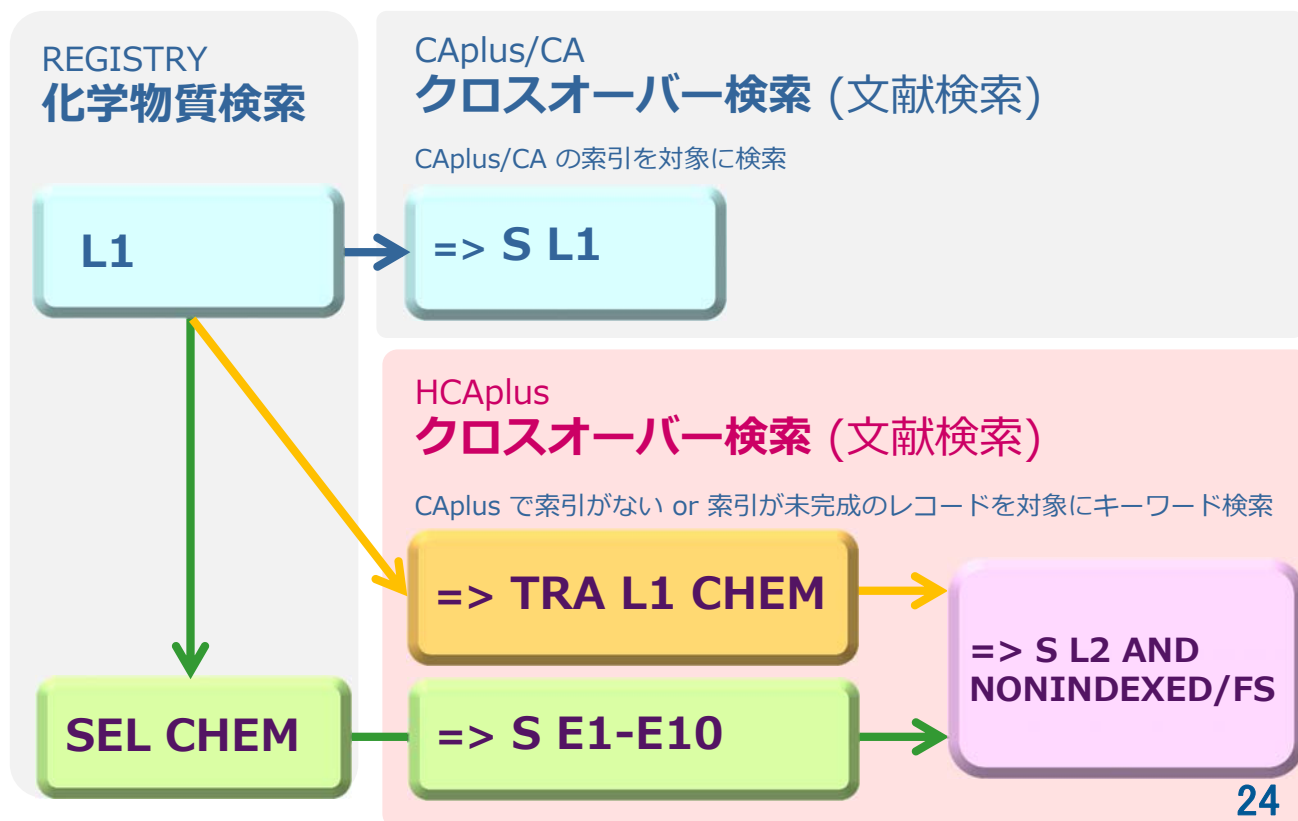 REGISTRY
化学物質検索
L1
SEL CHEM
CAplus/CA
クロスオーバー検索 (文献検索)
CAplus/CA の索引を対象に検索
=> S L1
HCAplus
クロスオーバー検索 (文献検索)
CAplus で索引がない or 索引が未完成のレコードを対象にキーワード検索
=> TRA L1 CHEM
=> S E1-E10
=> S L2 AND
NONINDEXED/FS
24